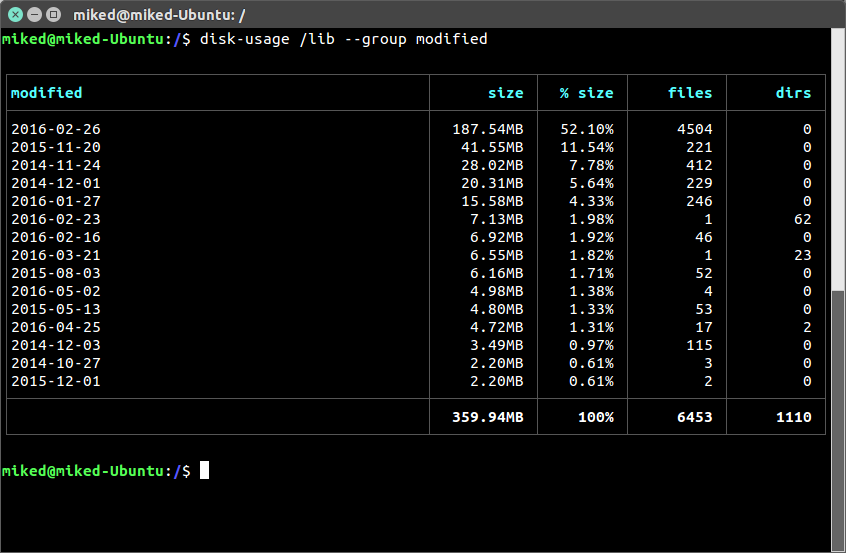 miked@miked-Ubuntu: /
miked@miked-Ubuntu:/$ disk-usage /lib --group modified
modified size % size files dirs
2016-02-26 187.54MB 52.10% 4504 0
2015-11-20 41.55MB 11.54% 221 0
2014-11-24 28.02MB 7.78% 412 0
2014-12-01 20.31MB 5.64% 229 0
2016-01-27 15.58MB 4.33% 246 0
2016-02-23 7.13MB 1.98% 1 62
2016-02-16 6.92MB 1.92% 46 0
2016-03-21 6.55MB 1.82% 1 23
2015-08-03 6.16MB 1.71% 52 0
2016-05-02 4.98MB 1.38% 4 0
2015-05-13 4.80MB 1.33% 53 0
2016-04-25 4.72MB 1.31% 17 2
2014-12-03 3.49MB 0.97% 115 0
2014-10-27 2.20MB 0.61% 3 0
2015-12-01 2.20MB 0.61% 2 0
359.94MB 100% 6453 1110
miked@miked-Ubuntu:/$